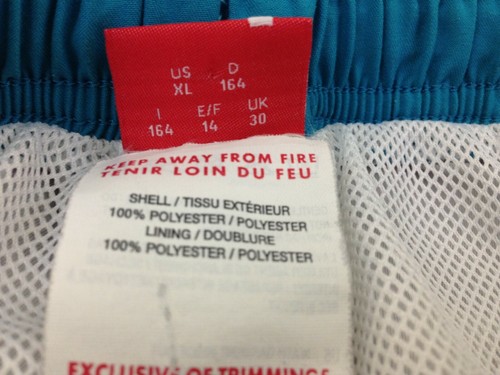 US D
XL 164
I E/F UK
164 14 30
KEEP AWAY FROM FIRE
TENIR LOIN DU FEU
SHELL / TISSU EXTÉRIEUR
100% POLYESTER / POLYESTER
LINING / DOUBLURE
100% POLYESTER / POLYESTER
EXCLUSIVE OF TRIMMINGS